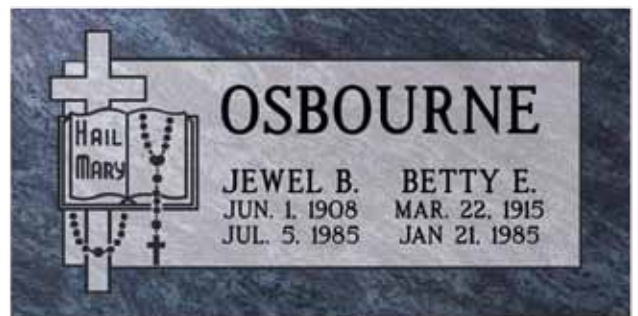 HAIL
MARY
OSBOURNE
JEWEL B.
JUN. 1, 1908
JUL. 5, 1985
BETTY E.
MAR. 22, 1915
JAN 21, 1985